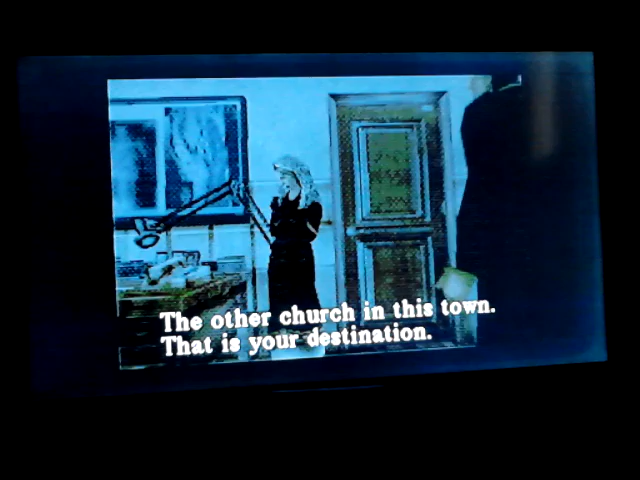 The other church in this town.
That is your destination.